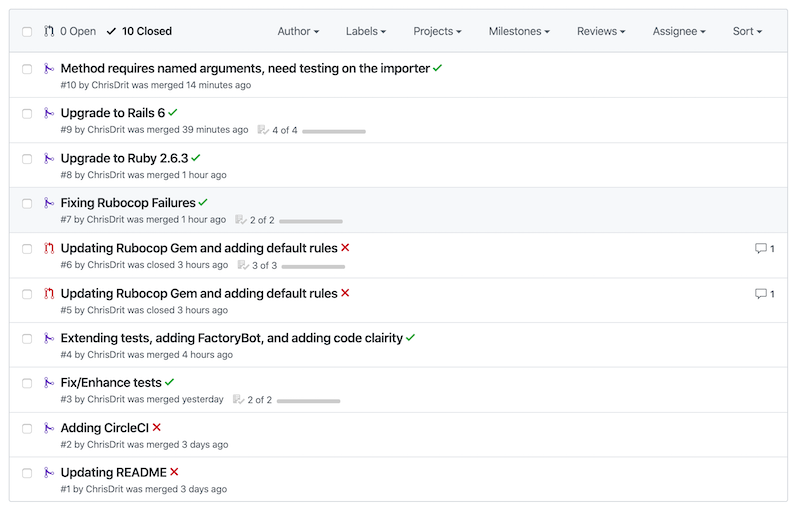 0 Open 10 Closed Author Labels Projects Milestones Reviews Assignee Sort
Method requires named arguments, need testing on the importer
#10 by ChrisDrit was merged 14 minutes ago
Upgrade to Rails 6
#9 by ChrisDrit was merged 39 minutes ago 4 of 4
Upgrade to Ruby 2.6.3
#8 by ChrisDrit was merged 1 hour ago
Fixing Rubocop Failures
#7 by ChrisDrit was merged 1 hour ago 2 of 2
Updating Rubocop Gem and adding default rules 1
#6 by ChrisDrit was closed 3 hours ago 3 of 3
Updating Rubocop Gem and adding default rules 1
#5 by ChrisDrit was closed 3 hours ago
Extending tests, adding FactoryBot, and adding code clairity
#4 by ChrisDrit was merged 4 hours ago
Fix/Enhance tests
#3 by ChrisDrit was merged yesterday 2 of 2
Adding CircleCI
#2 by ChrisDrit was merged 3 days ago
Updating README
#1 by ChrisDrit was merged 3 days ago